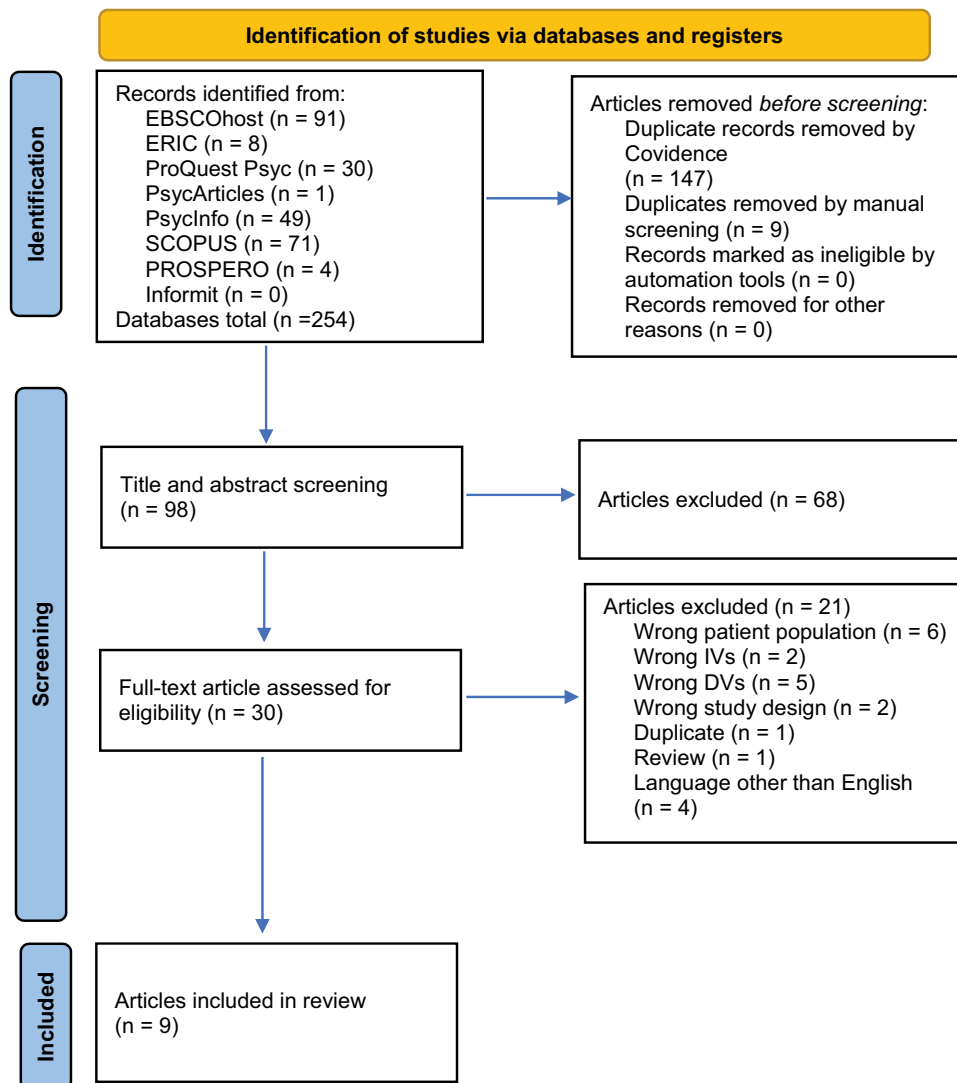 Identification of studies via databases and registers
Identification
Records identified from:
EBSCOhost (n = 91)
ERIC (n = 8)
ProQuest Psyc (n = 30)
PsycArticles (n = 1)
PsycInfo (n = 49)
SCOPUS (n = 71)
PROSPERO (n = 4)
Informit (n = 0)
Databases total (n =254)
Articles removed before screening:
Duplicate records removed by
Covidence
(n = 147)
Duplicates removed by manual
screening (n = 9)
Records marked as ineligible by
automation tools (n = 0)
Records removed for other
reasons (n = 0)
Screening
Title and abstract screening
(n = 98)
Articles excluded (n = 68)
Full-text article assessed for
eligibility (n = 30)
Articles excluded (n = 21)
Wrong patient population (n = 6)
Wrong IVs (n = 2)
Wrong DVs (n = 5)
Wrong study design (n = 2)
Duplicate (n = 1)
Review (n = 1)
Language other than English
(n = 4)
Included
Articles included in review
(n = 9)